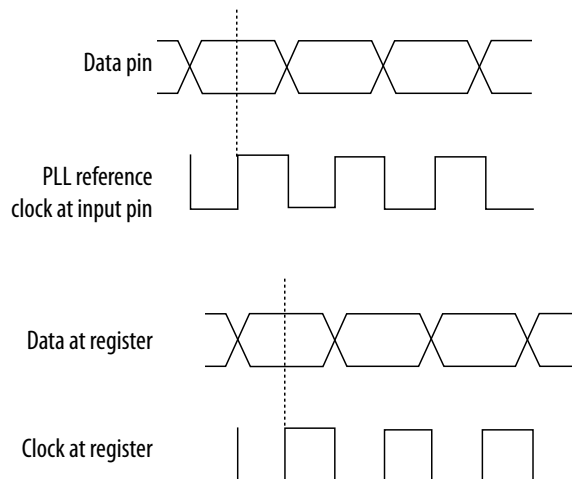 Data pin
PLL reference
clock at input pin
Data at register
Clock at register